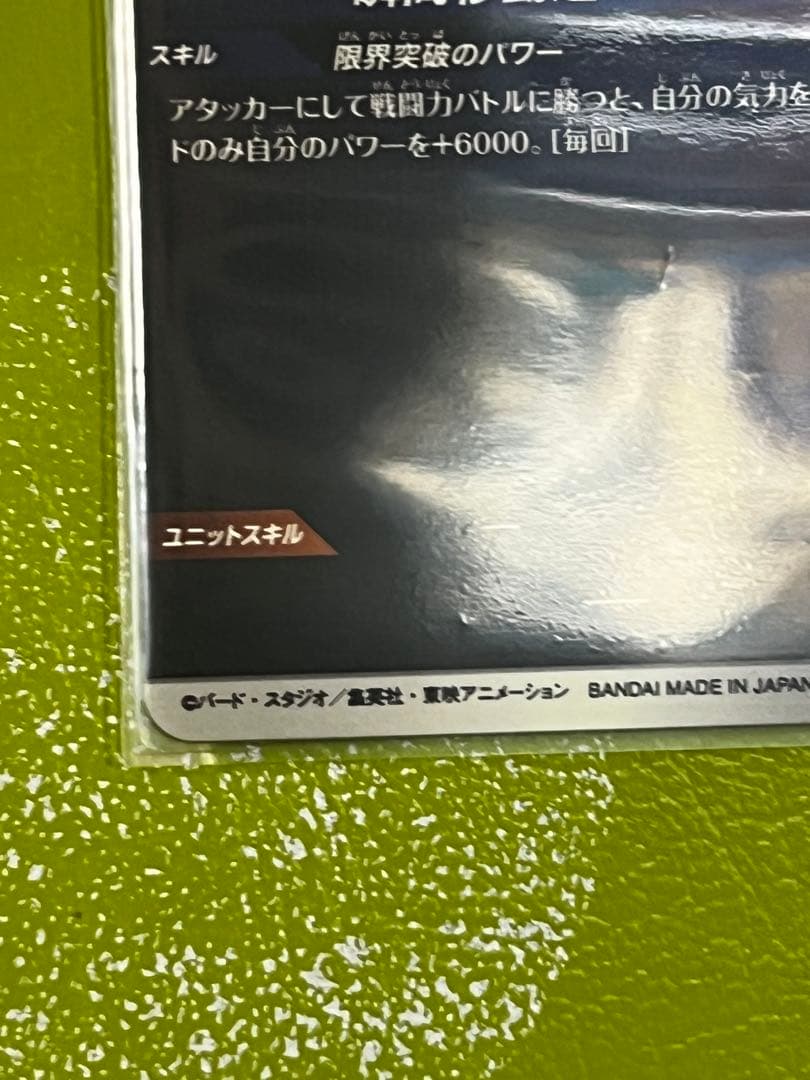 スキル 限界突破のパワー
アタッカーにして戦闘力バトルに勝つと、自分の気力を
ドのみ自分のパワーを+6000。[毎回]
ユニットスキル
©バード・スタジオ/集英社・東映アニメーション BANDAI MADE IN JAPAN